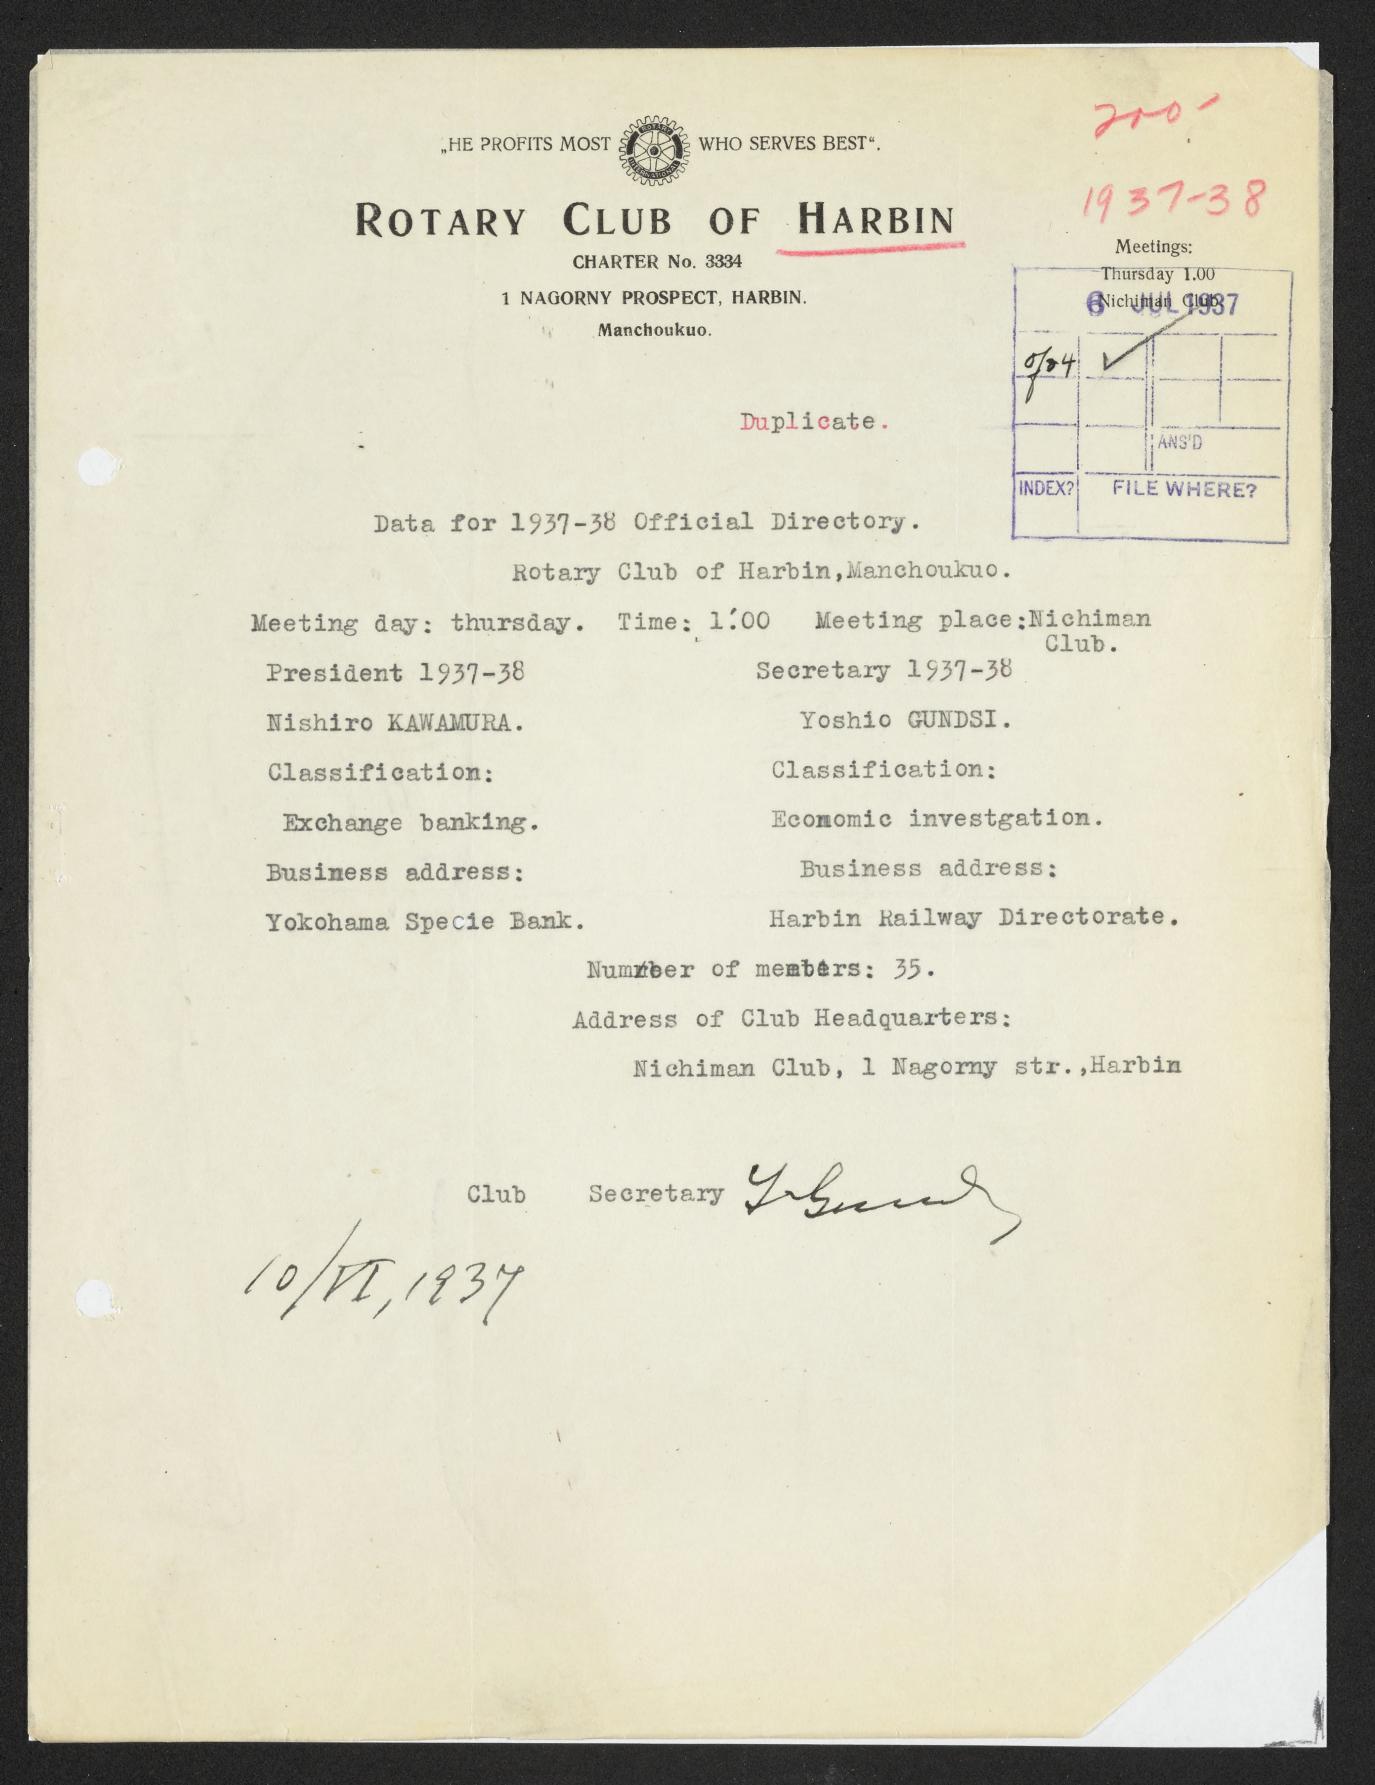 „HE PROFITS MOST WHO SERVES BEST“.
ROTARY INTERNATIONAL
1937-38
ROTARY CLUB OF HARBIN
CHARTER No. 3334
1 NAGORNY PROSPECT, HARBIN.
Manchoukuo.
Meetings:
Thursday 1.00
Nichiman Club
6 JUL 1937
ANS'D
INDEX? FILE WHERE?
Duplicate.
Data for 1937-38 Official Directory.
Rotary Club of Harbin,Manchoukuo.
Meeting day: thursday. Time: 1:00 Meeting place:Nichiman
Club.
President 1937-38 Secretary 1937-38
Nishiro KAWAMURA. Yoshio GUNDSI.
Classification: Classification:
Exchange banking. Economic investgation.
Business address: Business address:
Yokohama Specie Bank. Harbin Railway Directorate.
Number of members: 35.
Address of Club Headquarters:
Nichiman Club, 1 Nagorny str.,Harbin
Club Secretary
10/VI, 1937